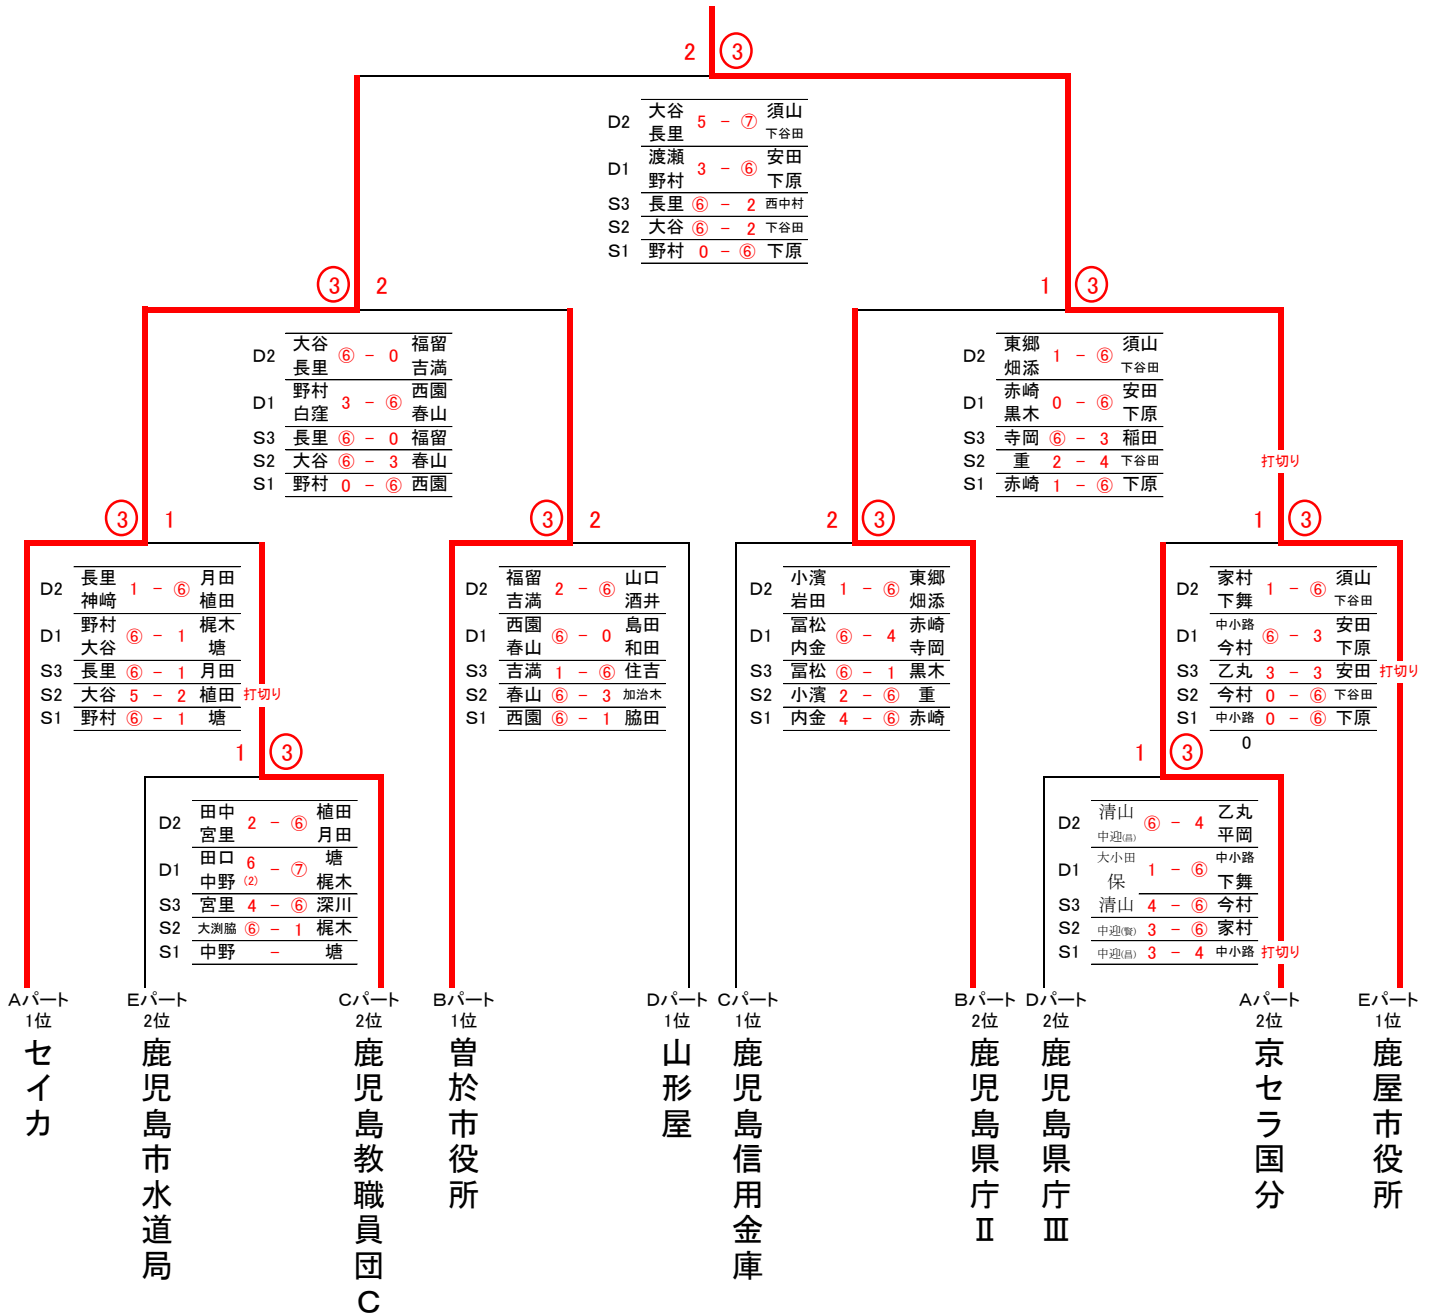 2 ③
D2 大谷 長里 5 - ⑦ 須山 下谷田
D1 渡瀬 野村 3 - ⑥ 安田 下原
S3 長里 ⑥ - 2 西中村
S2 大谷 ⑥ - 2 下谷田
S1 野村 0 - ⑥ 下原
③ 2
1 ③
D2 大谷 長里 ⑥ - 0 福留 吉満
D1 野村 白窪 3 - ⑥ 西園 春山
S3 長里 ⑥ - 0 福留
S2 大谷 ⑥ - 3 春山
S1 野村 0 - ⑥ 西園
D2 東郷 畑添 1 - ⑥ 須山 下谷田
D1 赤崎 黒木 0 - ⑥ 安田 下原
S3 寺岡 ⑥ - 3 稲田
S2 重 2 - 4 下谷田 打切り
S1 赤崎 1 - ⑥ 下原
③ 1
③ 2
2 ③
1 ③
D2 長里 神﨑 1 - ⑥ 月田 植田
D1 野村 大谷 ⑥ - 1 梶木 塘
S3 長里 ⑥ - 1 月田
S2 大谷 5 - 2 植田 打切り
S1 野村 ⑥ - 1 塘
D2 福留 吉満 2 - ⑥ 山口 酒井
D1 西園 春山 ⑥ - 0 島田 和田
S3 吉満 1 - ⑥ 住吉
S2 春山 ⑥ - 3 加治木
S1 西園 ⑥ - 1 脇田
D2 小濱 岩田 1 - ⑥ 東郷 畑添
D1 冨松 内金 ⑥ - 4 赤崎 寺岡
S3 冨松 ⑥ - 1 黒木
S2 小濱 2 - ⑥ 重
S1 内金 4 - ⑥ 赤崎
D2 家村 下舞 1 - ⑥ 須山 下谷田
D1 中小路 今村 ⑥ - 3 安田 下原
S3 乙丸 3 - 3 安田 打切り
S2 今村 0 - ⑥ 下谷田
S1 中小路 0 - ⑥ 下原
0
1 ③
1 ③
D2 田中 宮里 2 - ⑥ 植田 月田
D1 田口 中野 6 (2) - ⑦ 塘 梶木
S3 宮里 4 - ⑥ 深川
S2 大渕脇 ⑥ - 1 梶木
S1 中野 - 塘
D2 清山 中迎(昌) ⑥ - 4 乙丸 平岡
D1 大小田 保 1 - ⑥ 中小路 下舞
S3 清山 4 - ⑥ 今村
S2 中迎(賢) 3 - ⑥ 家村
S1 中迎(昌) 3 - 4 中小路 打切り
Aパート 1位 セイカ
Eパート 2位 鹿児島市水道局
Cパート 2位 鹿児島教職員団C
Bパート 1位 曽於市役所
Dパート 1位 山形屋
Cパート 1位 鹿児島信用金庫
Bパート 2位 鹿児島県庁Ⅱ
Dパート 2位 鹿児島県庁Ⅲ
Aパート 2位 京セラ国分
Eパート 1位 鹿屋市役所